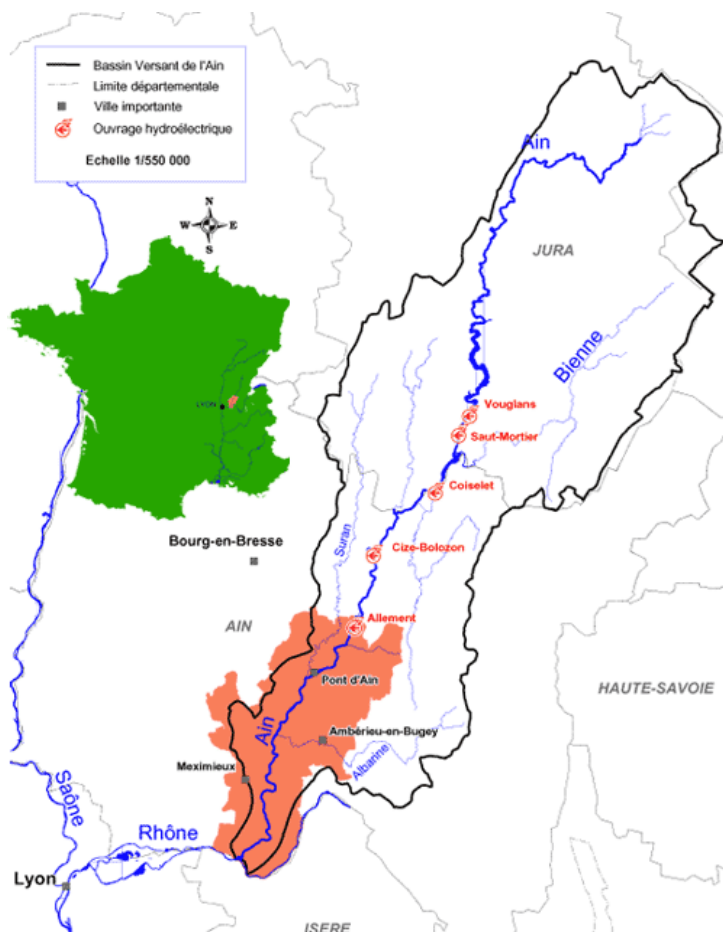 Bassin Versant de l'Ain
Limite départementale
Ville importante
Ouvrage hydroélectrique
Echelle 1/550 000
N
W E
S
Ain
JURA
Bienne
LYON
Vouglans
Saut-Mortier
Coiselet
Suran
Bourg-en-Bresse
Cize-Bolozon
AIN
Allement
Pont d'Ain
HAUTE-SAVOIE
Ain
Ambérieu-en-Bugey
Albarine
Meximieux
Saône
Rhône
Lyon
ISERE